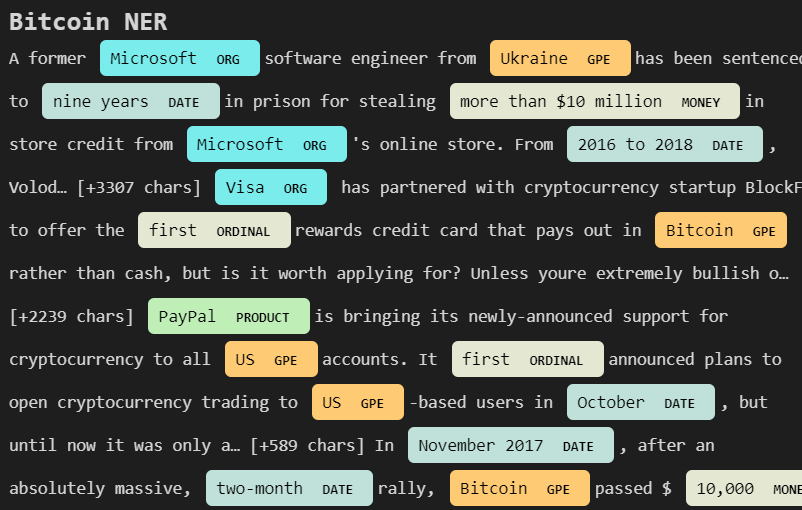 Bitcoin NER
A former Microsoft ORG software engineer from Ukraine GPE has been sentenced
to nine years DATE in prison for stealing more than $10 million MONEY in
store credit from Microsoft ORG 's online store. From 2016 to 2018 DATE ,
Volod… [+3307 chars] Visa ORG has partnered with cryptocurrency startup BlockF
to offer the first ORDINAL rewards credit card that pays out in Bitcoin GPE
rather than cash, but is it worth applying for? Unless youre extremely bullish o…
[+2239 chars] PayPal PRODUCT is bringing its newly-announced support for
cryptocurrency to all US GPE accounts. It first ORDINAL announced plans to
open cryptocurrency trading to US GPE -based users in October DATE , but
until now it was only a… [+589 chars] In November 2017 DATE , after an
absolutely massive, two-month DATE rally, Bitcoin GPE passed $ 10,000 MONE